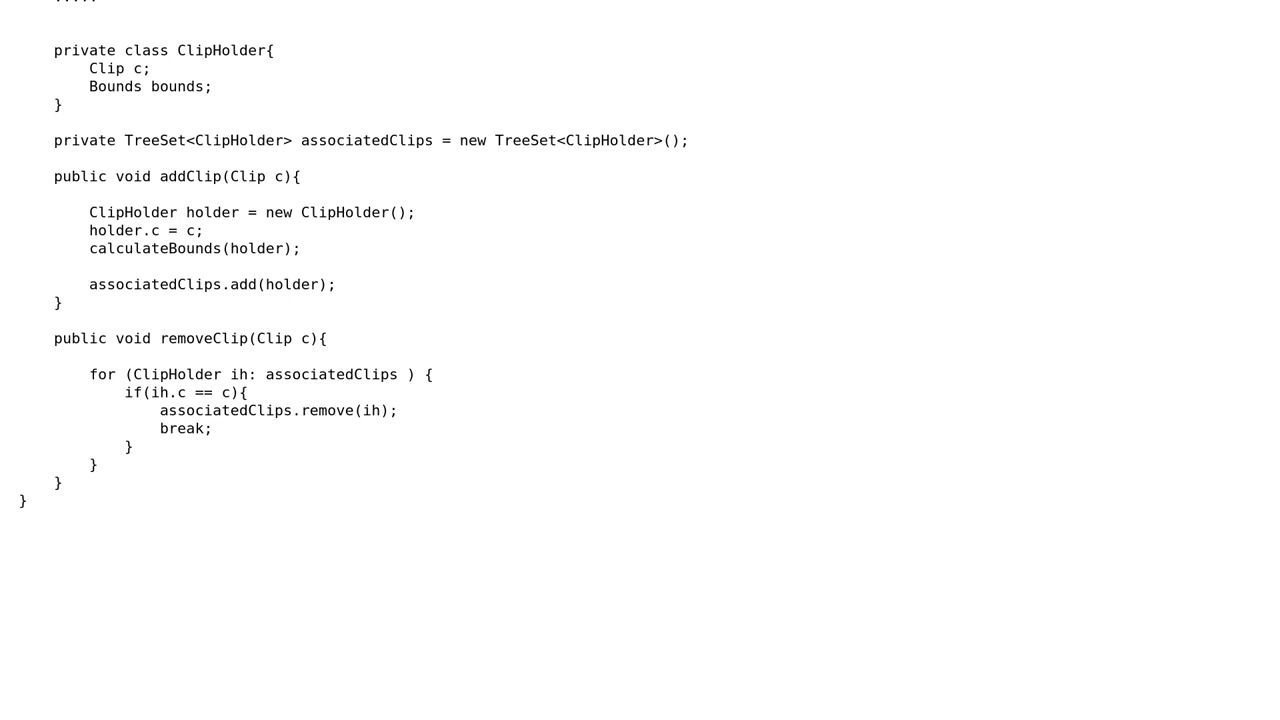 .....
private class ClipHolder{
Clip c;
Bounds bounds;
}
private TreeSet<ClipHolder> associatedClips = new TreeSet<ClipHolder>();
public void addClip(Clip c){
ClipHolder holder = new ClipHolder();
holder.c = c;
calculateBounds(holder);
associatedClips.add(holder);
}
public void removeClip(Clip c){
for (ClipHolder ih: associatedClips ) {
if(ih.c == c){
associatedClips.remove(ih);
break;
}
}
}
}